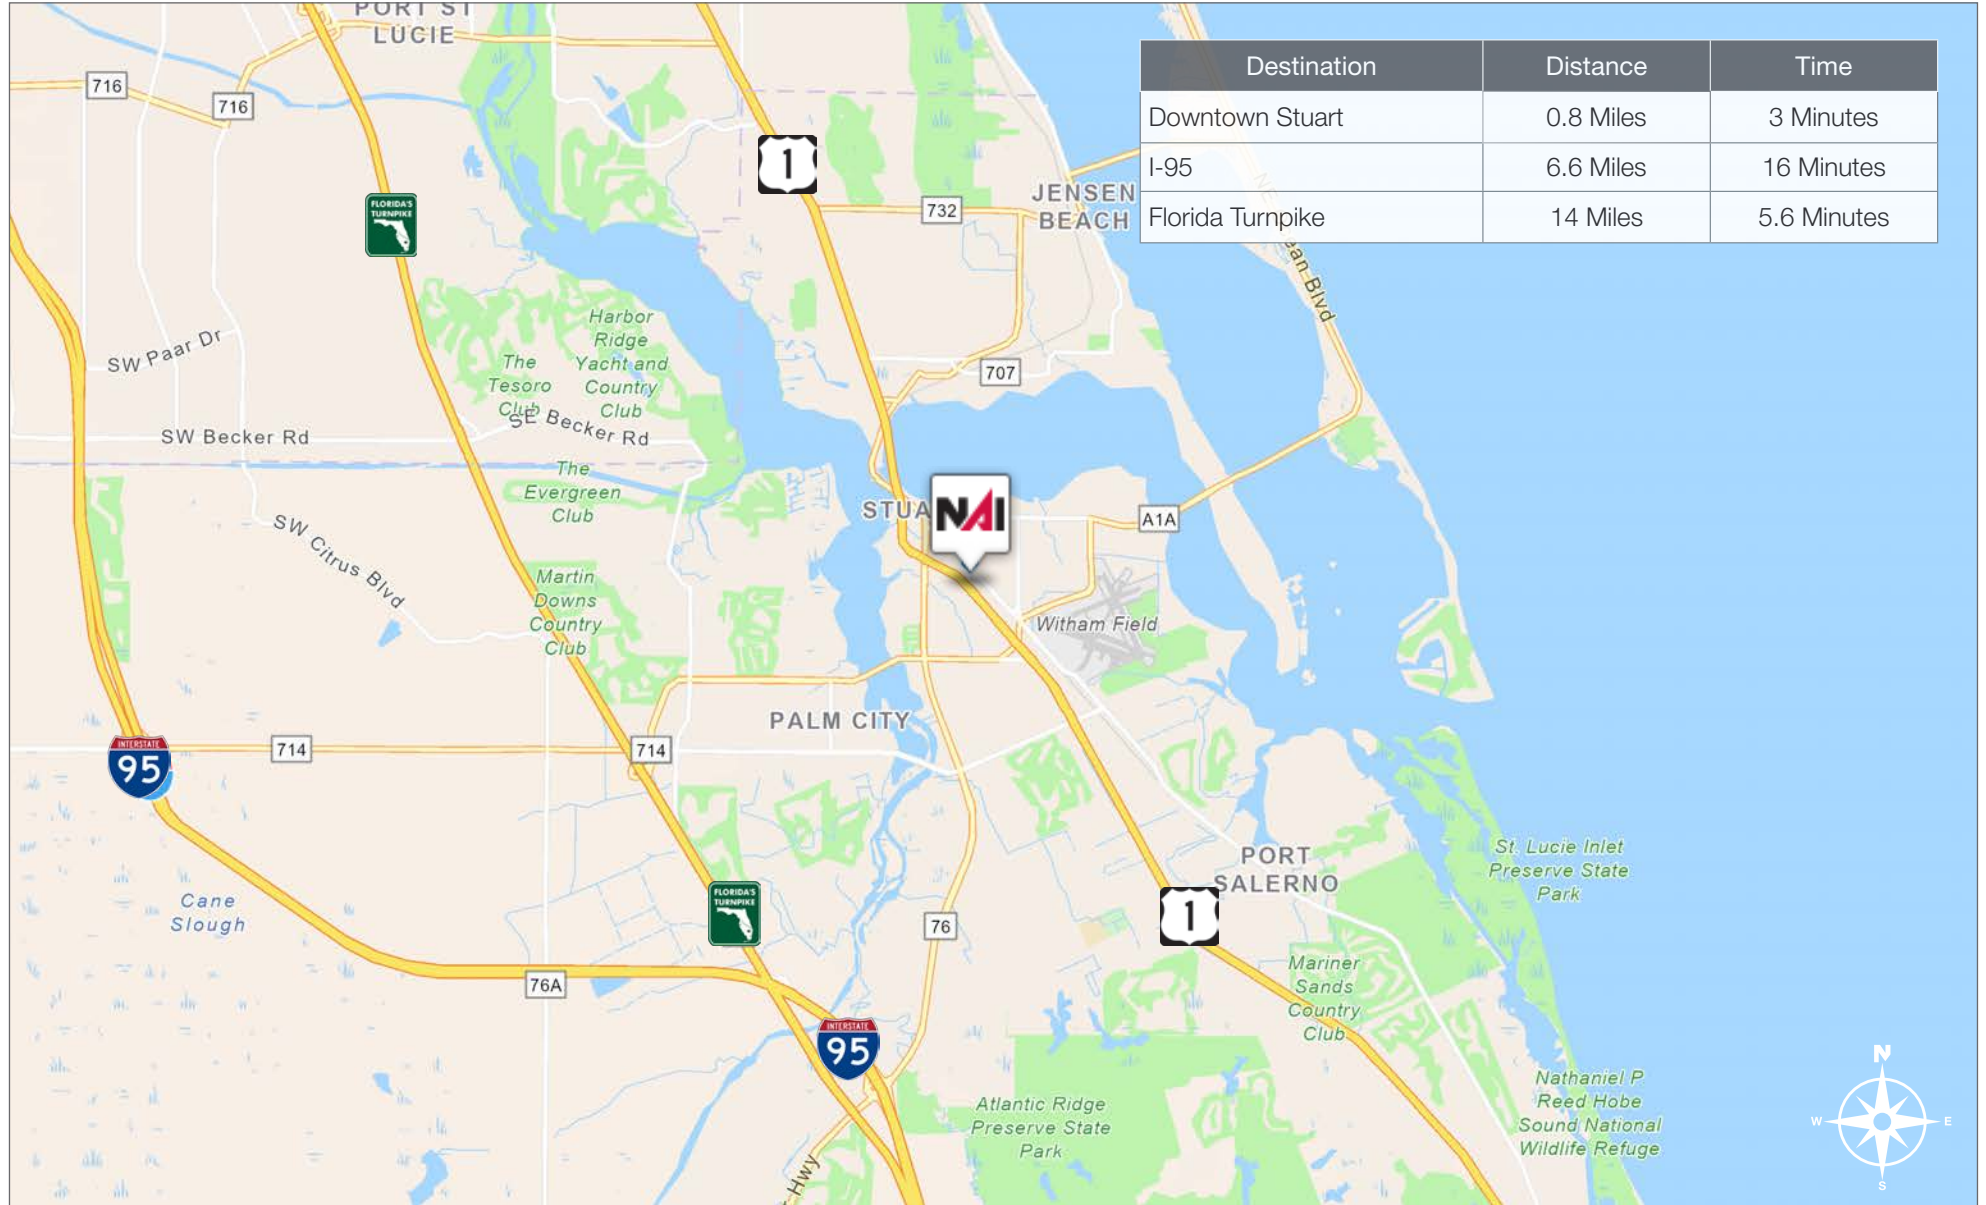 PORT ST
LUCIE
Destination Distance Time
Downtown Stuart 0.8 Miles 3 Minutes
I-95 6.6 Miles 16 Minutes
Florida Turnpike 14 Miles 5.6 Minutes
716
716
1
FLORIDA'S
TURNPIKE
732
JENSEN
BEACH
Harbor
Ridge
Yacht and
Country
Club
The
Tesoro
Club
SW Paar Dr
707
SW Becker Rd
SE Becker Rd
The
Evergreen
Club
NAI
A1A
SW Citrus Blvd
Martin
Downs
Country
Club
Witham Field
PALM CITY
INTERSTATE
95
714
714
St. Lucie Inlet
Preserve State
Park
PORT
SALERNO
Cane
Slough
FLORIDA'S
TURNPIKE
1
76
76A
Mariner
Sands
Country
Club
INTERSTATE
95
Atlantic Ridge
Preserve State
Park
Nathaniel P
Reed Hobe
Sound National
Wildlife Refuge
Hwy
N
W E
S